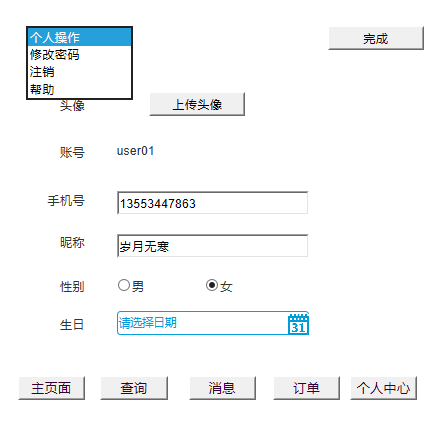 个人操作
完成
修改密码
注销
帮助
头像 上传头像
账号 user01
手机号 13553447863
昵称 岁月无寒
性别 男 女
生日 请选择日期 31
主页面 查询 消息 订单 个人中心